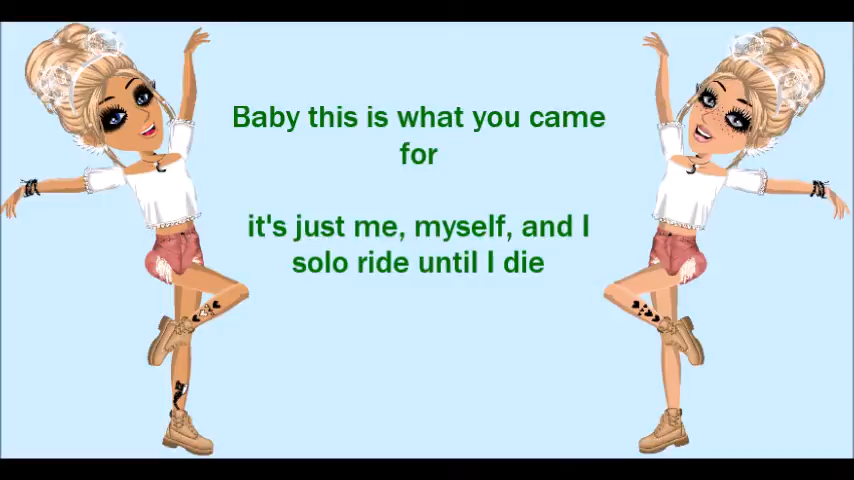 Baby this is what you came
for
it's just me, myself, and I
solo ride until I die